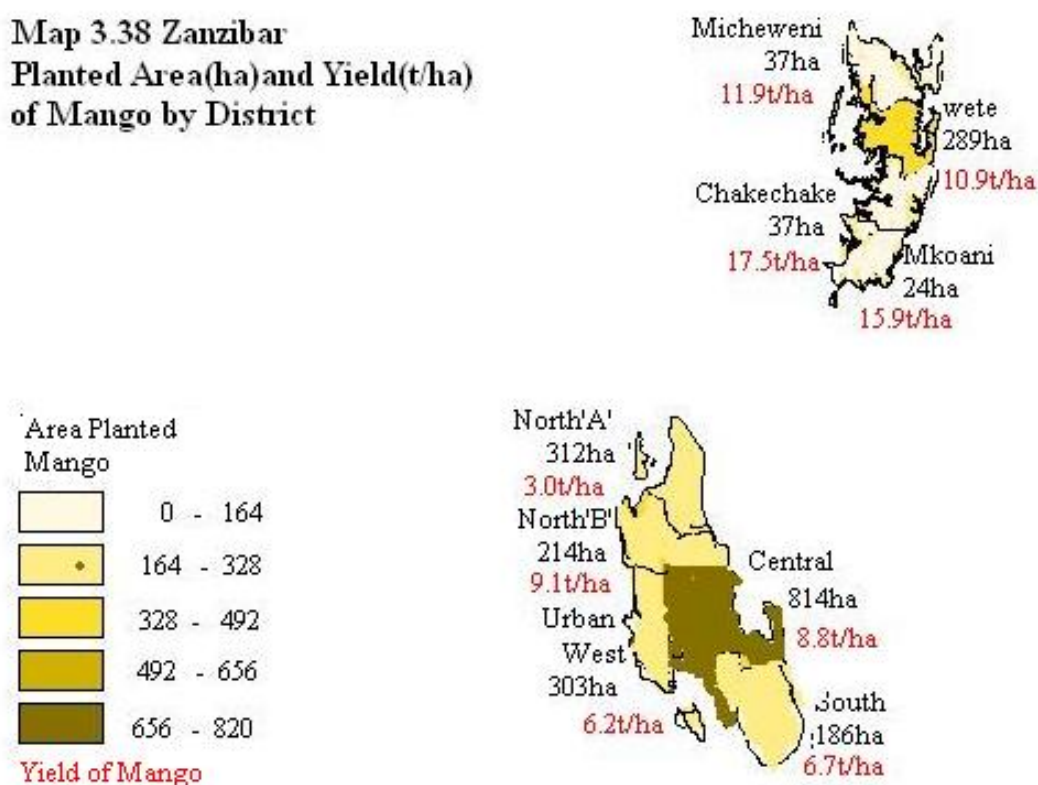 Map 3.38 Zanzibar
Planted Area(ha)and Yield(t/ha)
of Mango by District
Micheweni
37ha
11.9t/ha
wete
289ha
10.9t/ha
Chakechake
37ha
17.5t/ha
Mkoani
24ha
15.9t/ha
Area Planted
Mango
0 - 164
164 - 328
328 - 492
492 - 656
656 - 820
Yield of Mango
North'A'
312ha
3.0t/ha
North'B'
214ha
9.1t/ha
Urban
West
303ha
6.2t/ha
Central
814ha
8.8t/ha
South
186ha
6.7t/ha